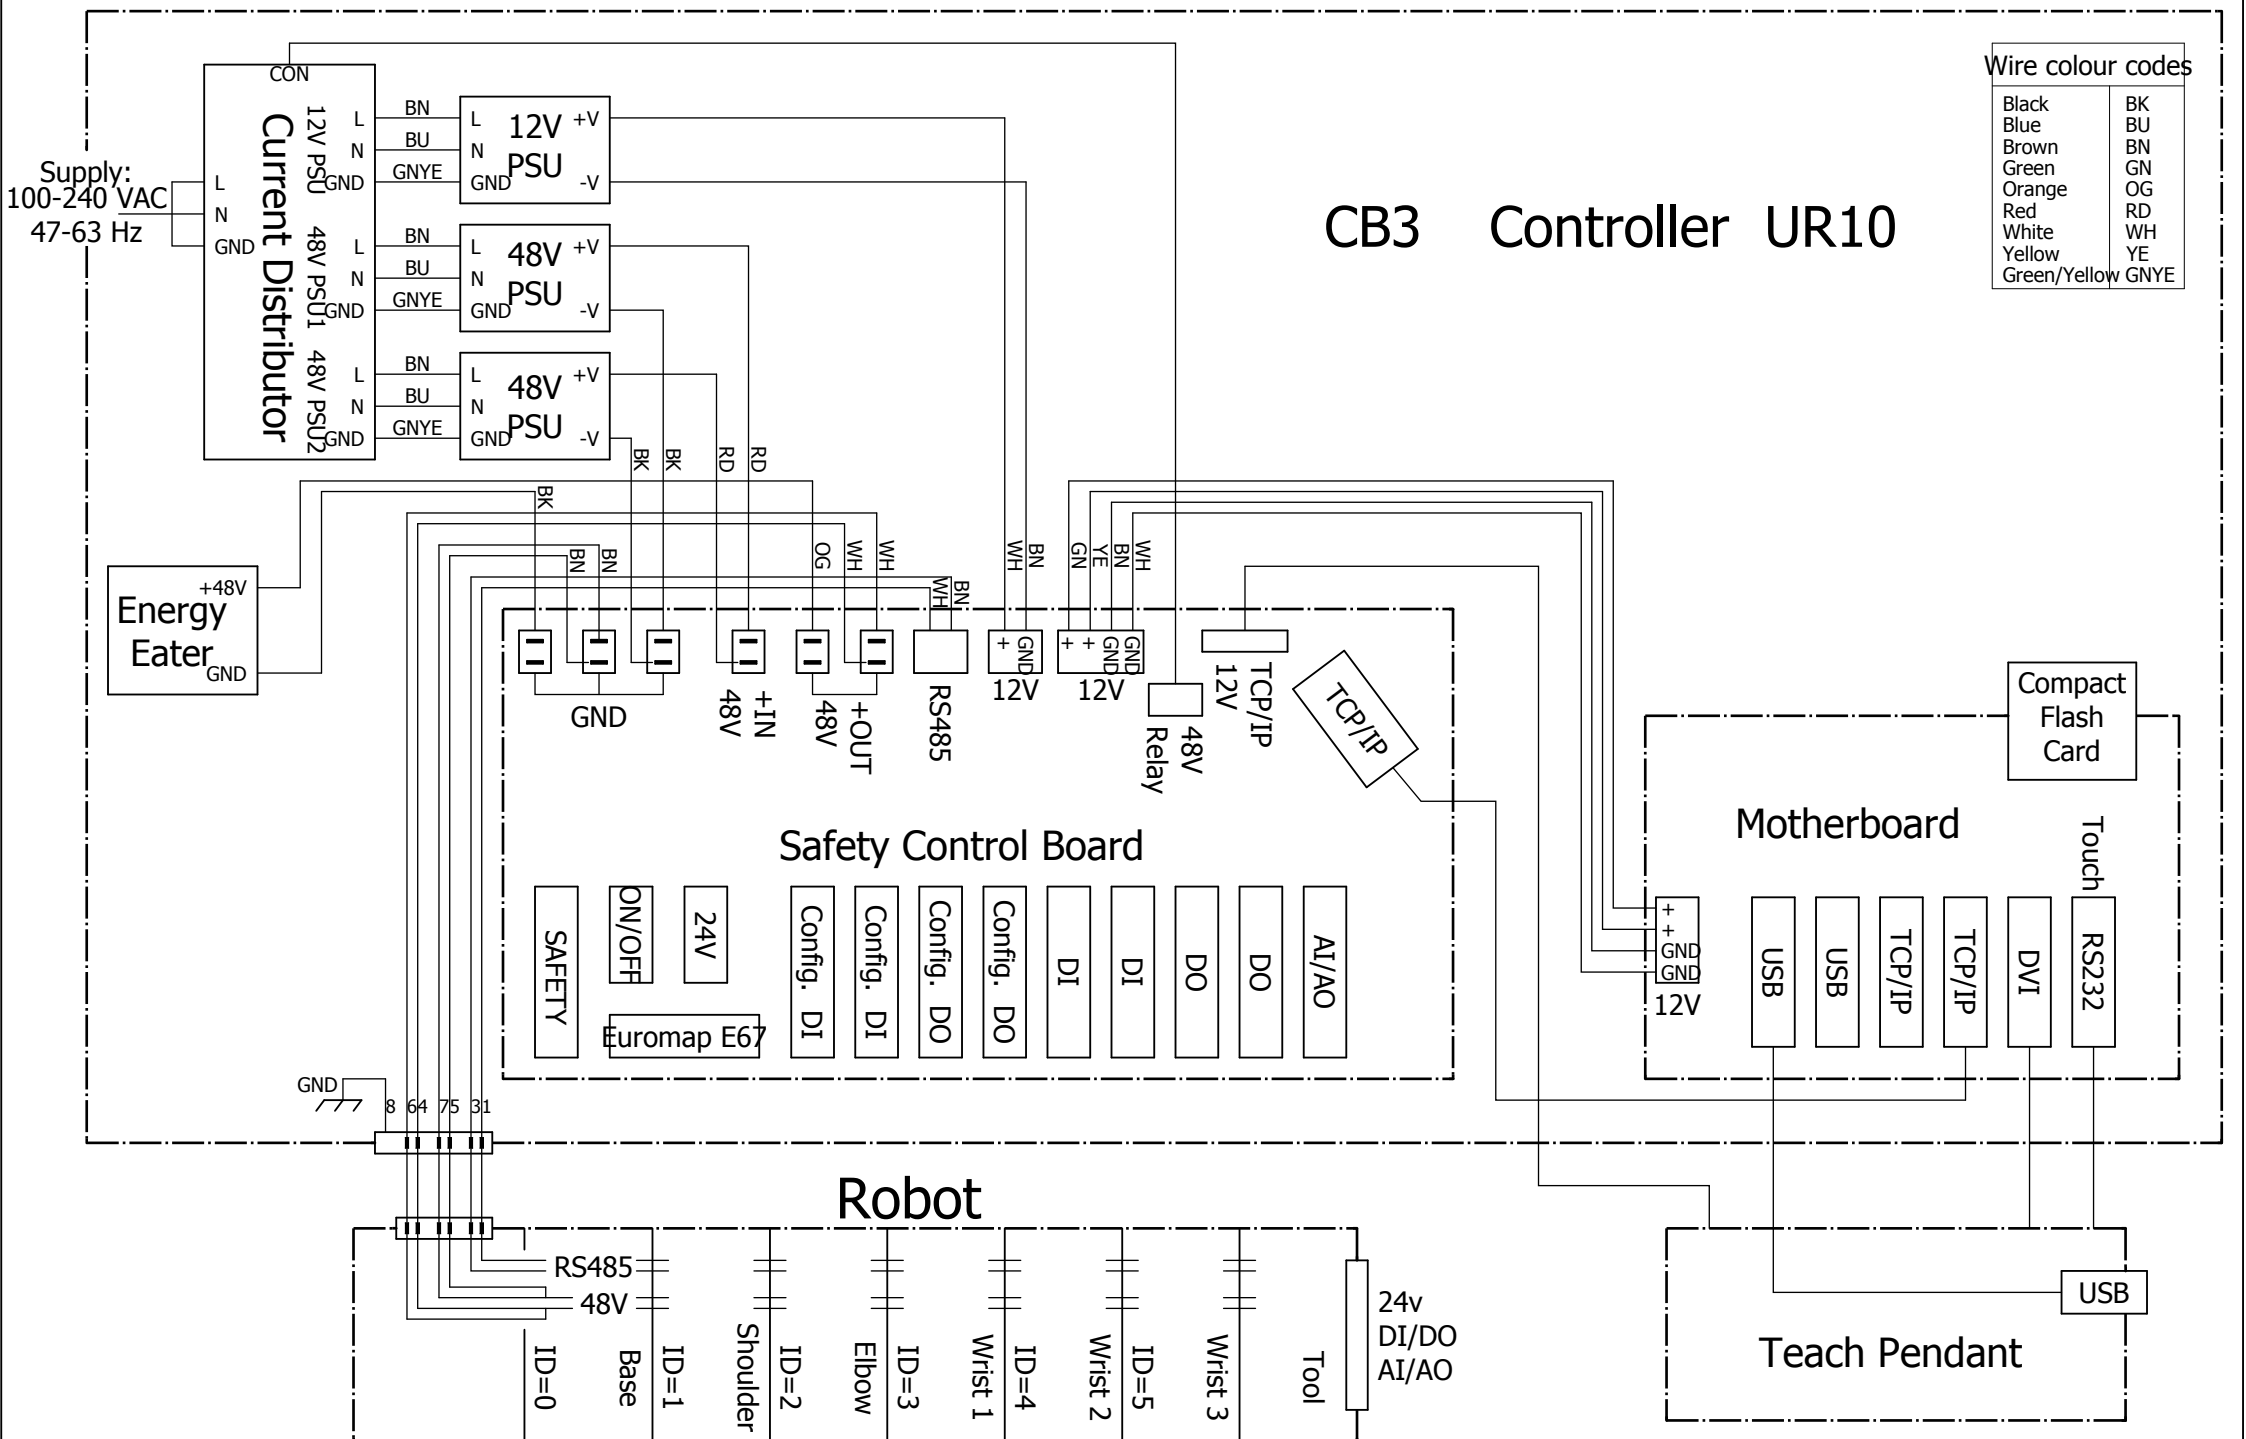 CON
Current Distributor
12V PSU
48V PSU1
48V PSU2
Supply:
100-240 VAC
47-63 Hz
L
N
GND
L
N
GND
L
N
GND
L
N
GND
BN
BU
GNYE
BN
BU
GNYE
BN
BU
GNYE
L
N
GND
12V
PSU
+V
-V
L
N
GND
48V
PSU
+V
-V
L
N
GND
48V
PSU
+V
-V
CB3 Controller UR10
Wire colour codes
Black BK
Blue BU
Brown BN
Green GN
Orange OG
Red RD
White WH
Yellow YE
Green/Yellow GNYE
BK
BK
RD
RD
BK
BN
BN
OG
WH
WH
WH
BN
WH
BN
GN
YE
BN
WH
Energy
Eater
+48V
GND
GND
+IN
48V
+OUT
48V
RS485
+
GND
12V
+
+
GND
GND
12V
48V
Relay
TCP/IP
12V
TCP/IP
Safety Control Board
SAFETY
ON/OFF
24V
Euromap E67
Config. DI
Config. DI
Config. DO
Config. DO
DI
DI
DO
DO
AI/AO
Compact
Flash
Card
Motherboard
Touch
+
+
GND
GND
12V
USB
USB
TCP/IP
TCP/IP
DVI
RS232
GND
8 64 75 31
Robot
RS485
48V
ID=0
Base
ID=1
Shoulder
ID=2
Elbow
ID=3
Wrist 1
ID=4
Wrist 2
ID=5
Wrist 3
Tool
24v
DI/DO
AI/AO
USB
Teach Pendant